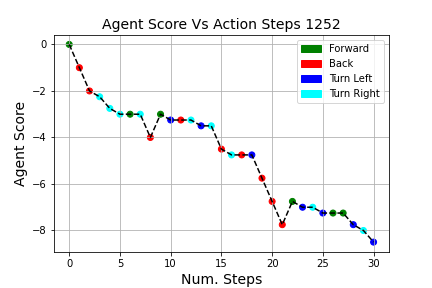 Agent Score Vs Action Steps 1252
Agent Score
0
−2
−4
−6
−8
Forward
Back
Turn Left
Turn Right
0 5 10 15 20 25 30
Num. Steps